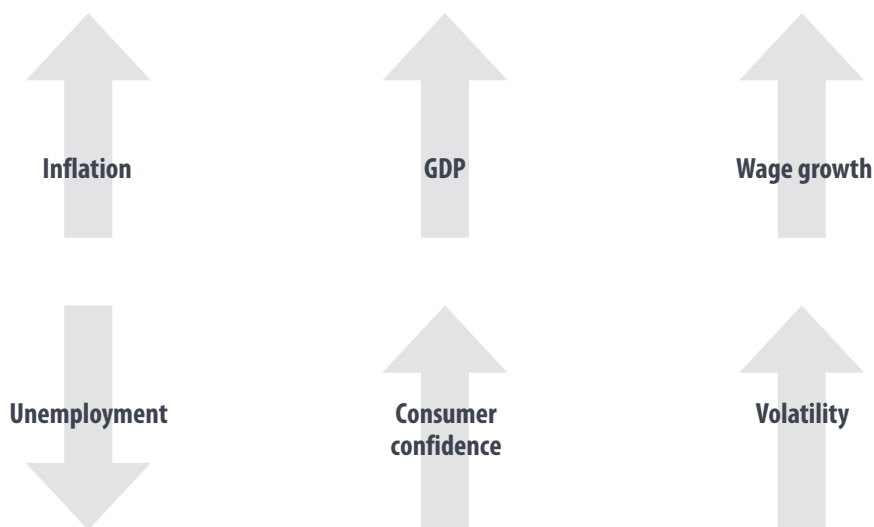 Inflation
GDP
Wage growth
Unemployment
Consumer
confidence
Volatility